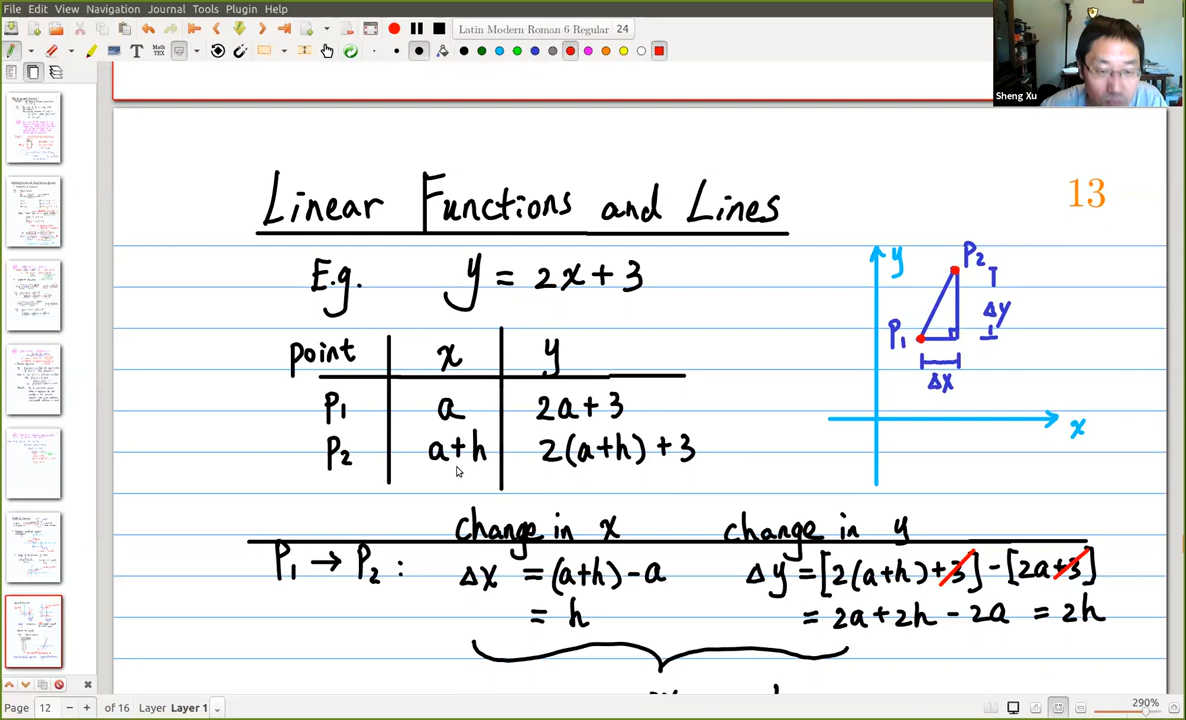 File Edit View Navigation Journal Tools Plugin Help
Latin Modern Roman 6 Regular 24
T Math TEX
Sheng Xu
13
Linear Functions and Lines
E.g. y = 2x + 3
point x y
P1 a 2a + 3
P2 a+h 2(a+h) + 3
y
P2
P1
Δy
Δx
x
change in x change in y
P1 → P2 : Δx = (a+h) - a Δy = [2(a+h)+3] - [2a+3]
= h = 2a + 2h - 2a = 2h
Page 12 of 16 Layer Layer 1 290%